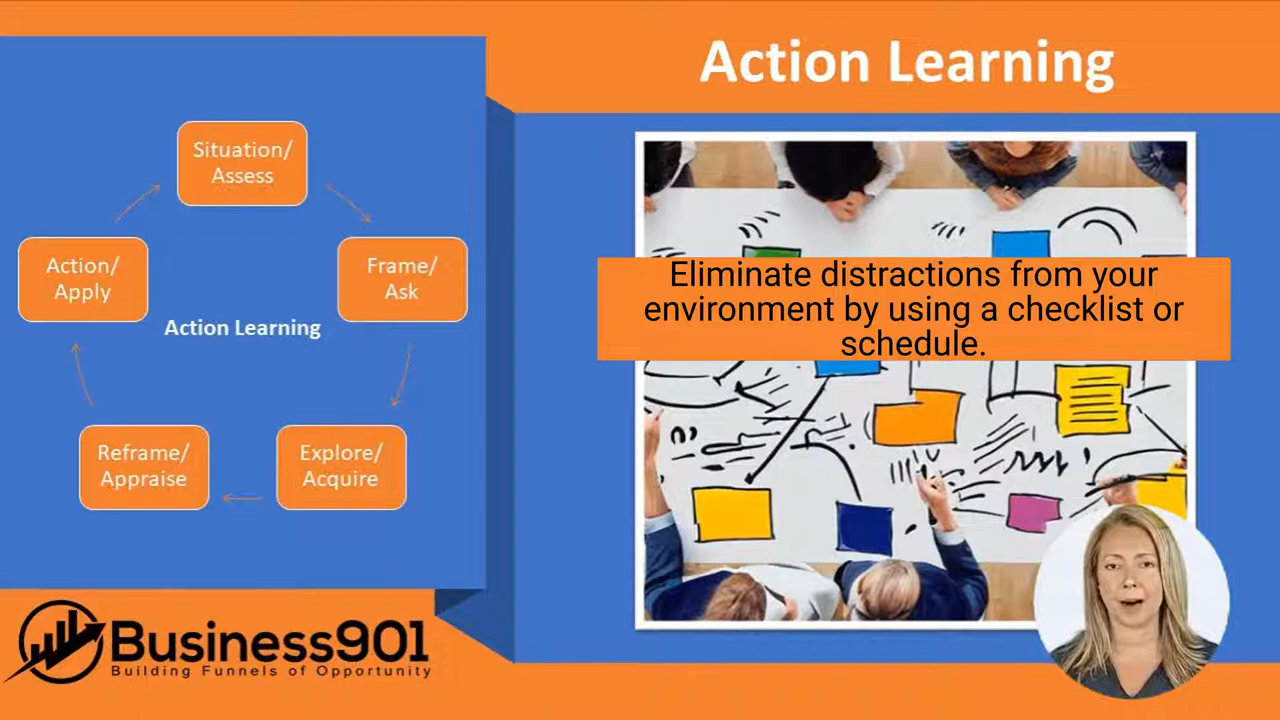 Action Learning
Situation/
Assess
Frame/
Ask
Explore/
Acquire
Reframe/
Appraise
Action/
Apply
Action Learning
Eliminate distractions from your
environment by using a checklist or
schedule.
Business901
Building Funnels of Opportunity